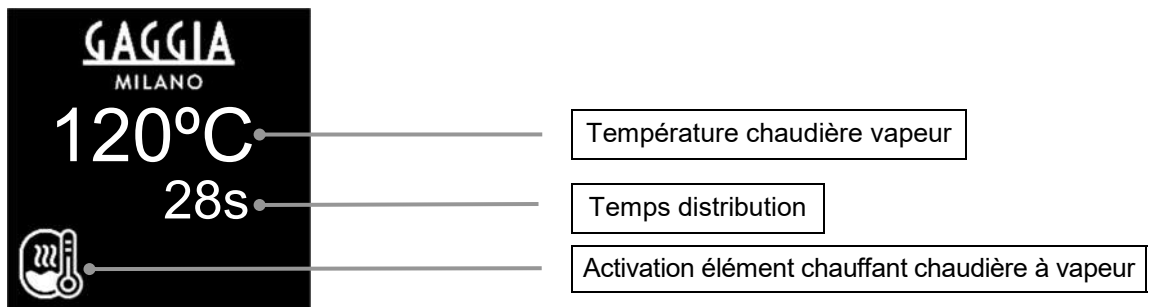 GAGGIA
MILANO
120ºC
Température chaudière vapeur
28s
Temps distribution
Activation élément chauffant chaudière à vapeur